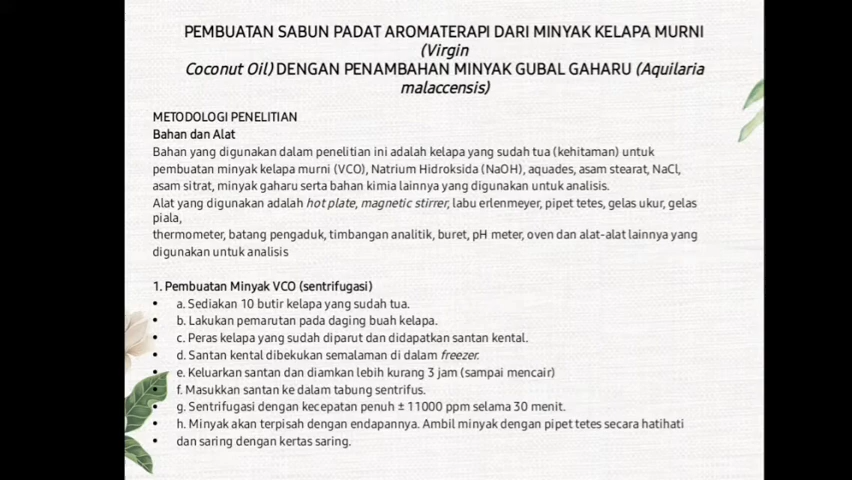 PEMBUATAN SABUN PADAT AROMATERAPI DARI MINYAK KELAPA MURNI
(Virgin
Coconut Oil) DENGAN PENAMBAHAN MINYAK GUBAL GAHARU (Aquilaria
malaccensis)
METODOLOGI PENELITIAN
Bahan dan Alat
Bahan yang digunakan dalam penelitian ini adalah kelapa yang sudah tua (kehitaman) untuk
pembuatan minyak kelapa murni (VCO), Natrium Hidroksida (NaOH), aquades, asam stearat, NaCl,
asam sitrat, minyak gaharu serta bahan kimia lainnya yang digunakan untuk analisis.
Alat yang digunakan adalah hot plate, magnetic stirrer, labu erlenmeyer, pipet tetes, gelas ukur, gelas
piala,
thermometer, batang pengaduk, timbangan analitik, buret, pH meter, oven dan alat-alat lainnya yang
digunakan untuk analisis
1. Pembuatan Minyak VCO (sentrifugasi)
• a. Sediakan 10 butir kelapa yang sudah tua.
• b. Lakukan pemarutan pada daging buah kelapa.
• c. Peras kelapa yang sudah diparut dan didapatkan santan kental.
• d. Santan kental dibekukan semalaman di dalam freezer.
• e. Keluarkan santan dan diamkan lebih kurang 3 jam (sampai mencair)
• f. Masukkan santan ke dalam tabung sentrifus.
• g. Sentrifugasi dengan kecepatan penuh ± 11000 ppm selama 30 menit.
• h. Minyak akan terpisah dengan endapannya. Ambil minyak dengan pipet tetes secara hatihati
• dan saring dengan kertas saring.